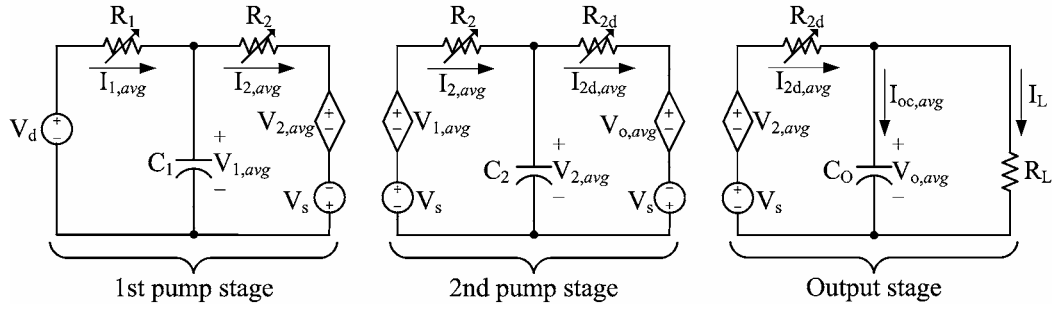 R1 R2 R2 R2d R2d
I1,avg I2,avg I2,avg I2d,avg I2d,avg Ioc,avg IL
Vd + − C1 + V1,avg − V2,avg + − Vs − +
V1,avg + − Vs + − C2 + V2,avg − Vo,avg + − Vs − +
V2,avg + − Vs + − CO + Vo,avg − RL
1st pump stage 2nd pump stage Output stage